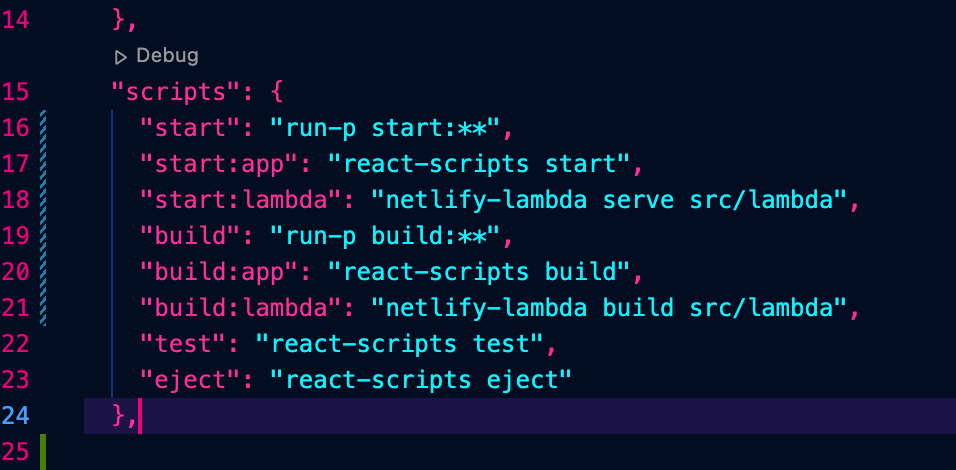 14 },
Debug
15 "scripts": {
16 "start": "run-p start:**",
17 "start:app": "react-scripts start",
18 "start:lambda": "netlify-lambda serve src/lambda",
19 "build": "run-p build:**",
20 "build:app": "react-scripts build",
21 "build:lambda": "netlify-lambda build src/lambda",
22 "test": "react-scripts test",
23 "eject": "react-scripts eject"
24 },
25